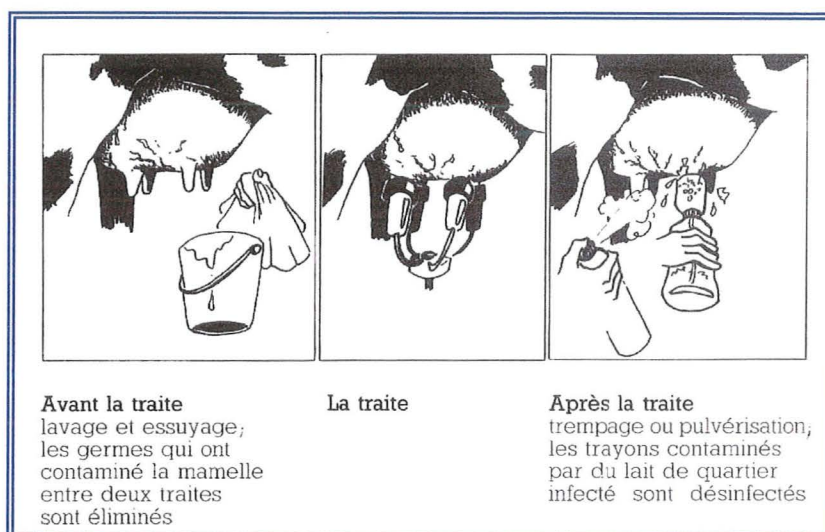 Avant la traite
lavage et essuyage;
les germes qui ont
contaminé la mamelle
entre deux traites
sont éliminés
La traite
Après la traite
trempage ou pulvérisation;
les trayons contaminés
par du lait de quartier
infecté sont désinfectés